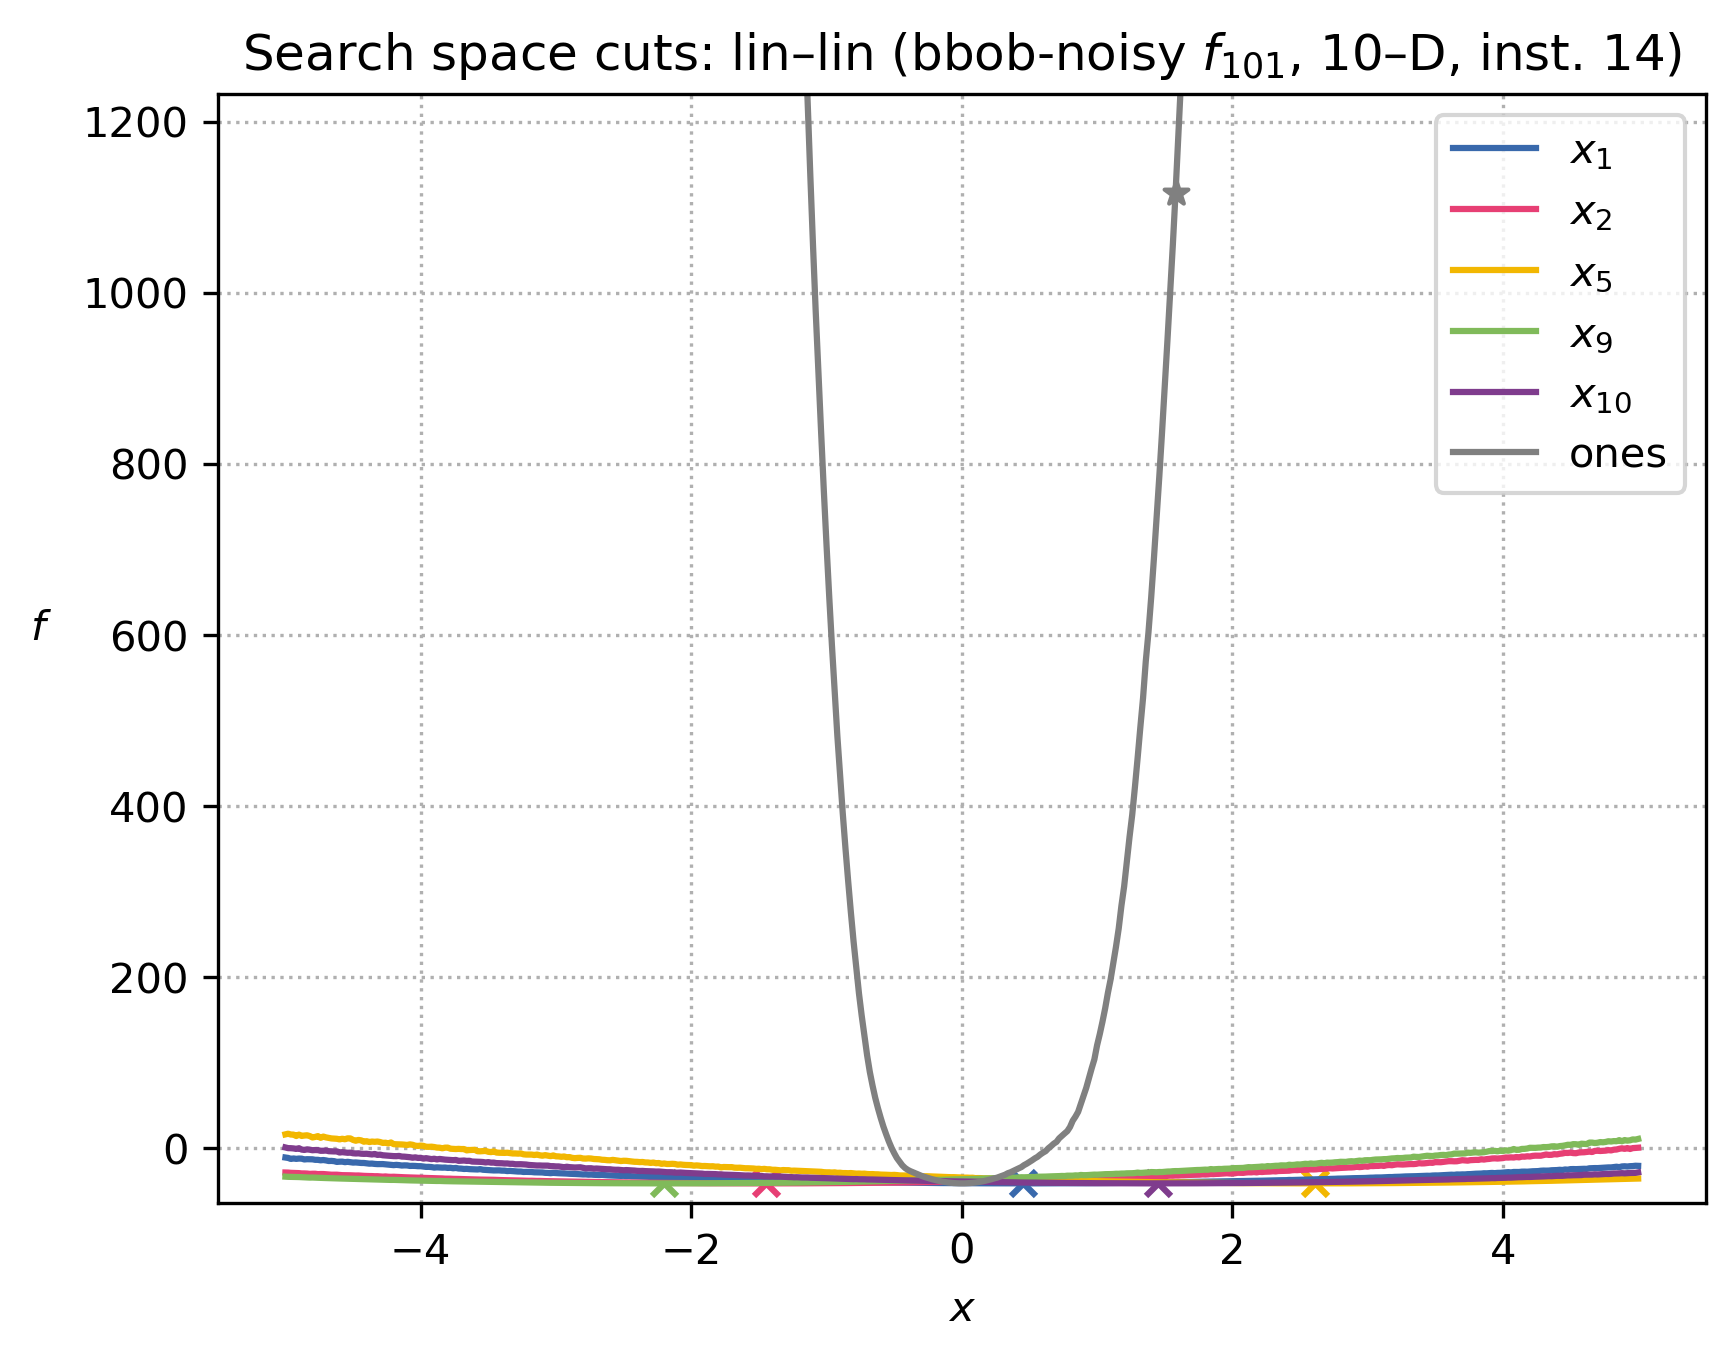 Search space cuts: lin–lin (bbob-noisy f₁₀₁, 10–D, inst. 14)
1200
1000
800
600
400
200
0
f
−4
−2
0
2
4
x
x₁
x₂
x₅
x₉
x₁₀
ones